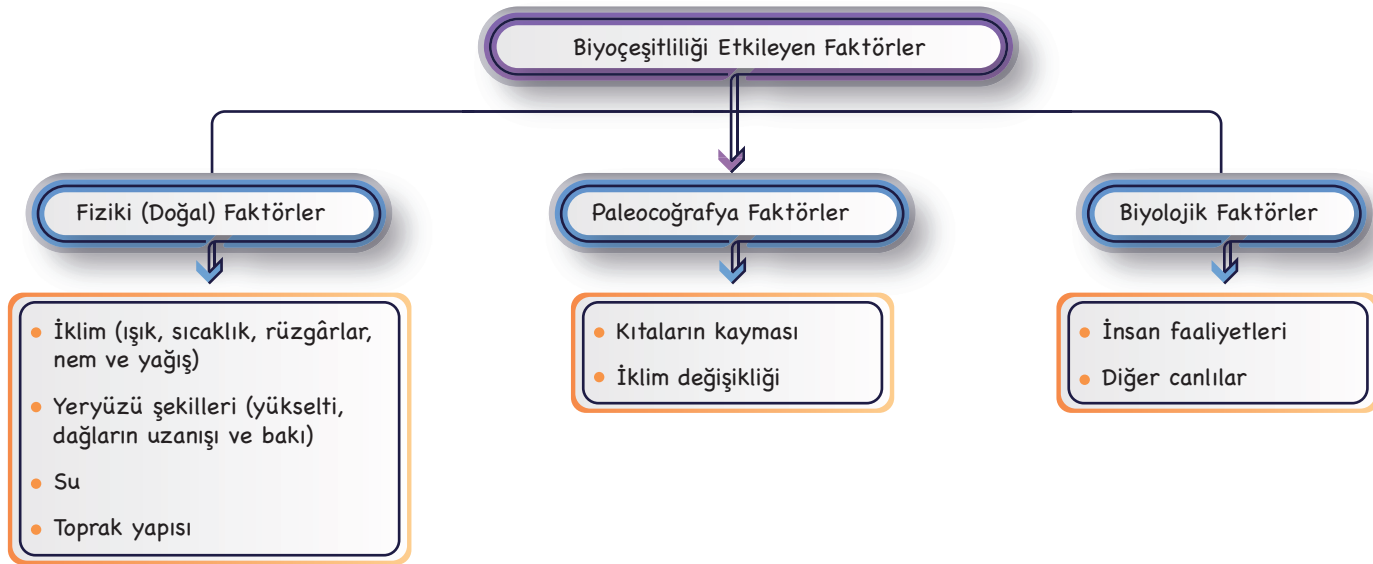 Biyoçeşitliliği Etkileyen Faktörler
Fiziki (Doğal) Faktörler
İklim (ışık, sıcaklık, rüzgârlar,
nem ve yağış)
Yeryüzü şekilleri (yükselti,
dağların uzanışı ve bakı)
Su
Toprak yapısı
Paleocoğrafya Faktörler
Kıtaların kayması
İklim değişikliği
Biyolojik Faktörler
İnsan faaliyetleri
Diğer canlılar